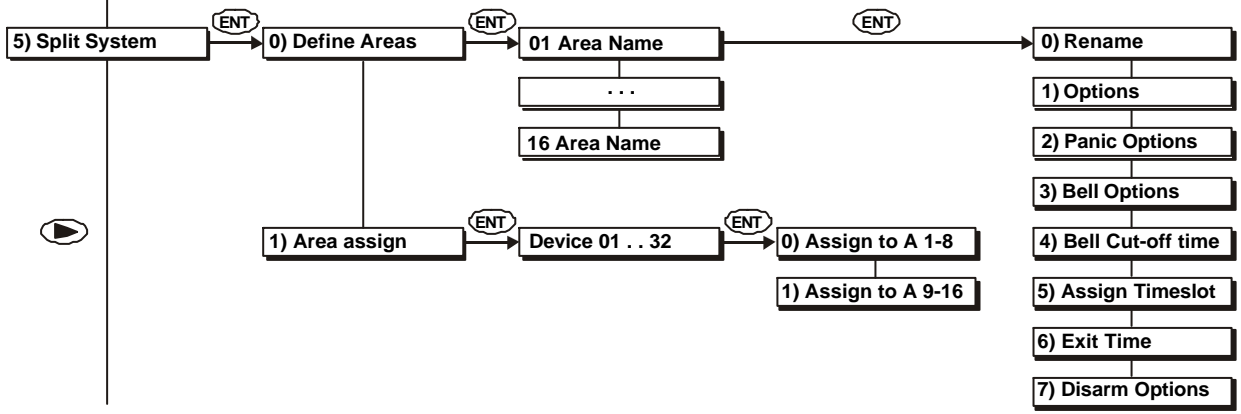 ENT ENT ENT
5) Split System 0) Define Areas 01 Area Name 0) Rename
. . . 1) Options
16 Area Name 2) Panic Options
3) Bell Options
ENT ENT
1) Area assign Device 01 . . 32 0) Assign to A 1-8 4) Bell Cut-off time
1) Assign to A 9-16 5) Assign Timeslot
6) Exit Time
7) Disarm Options